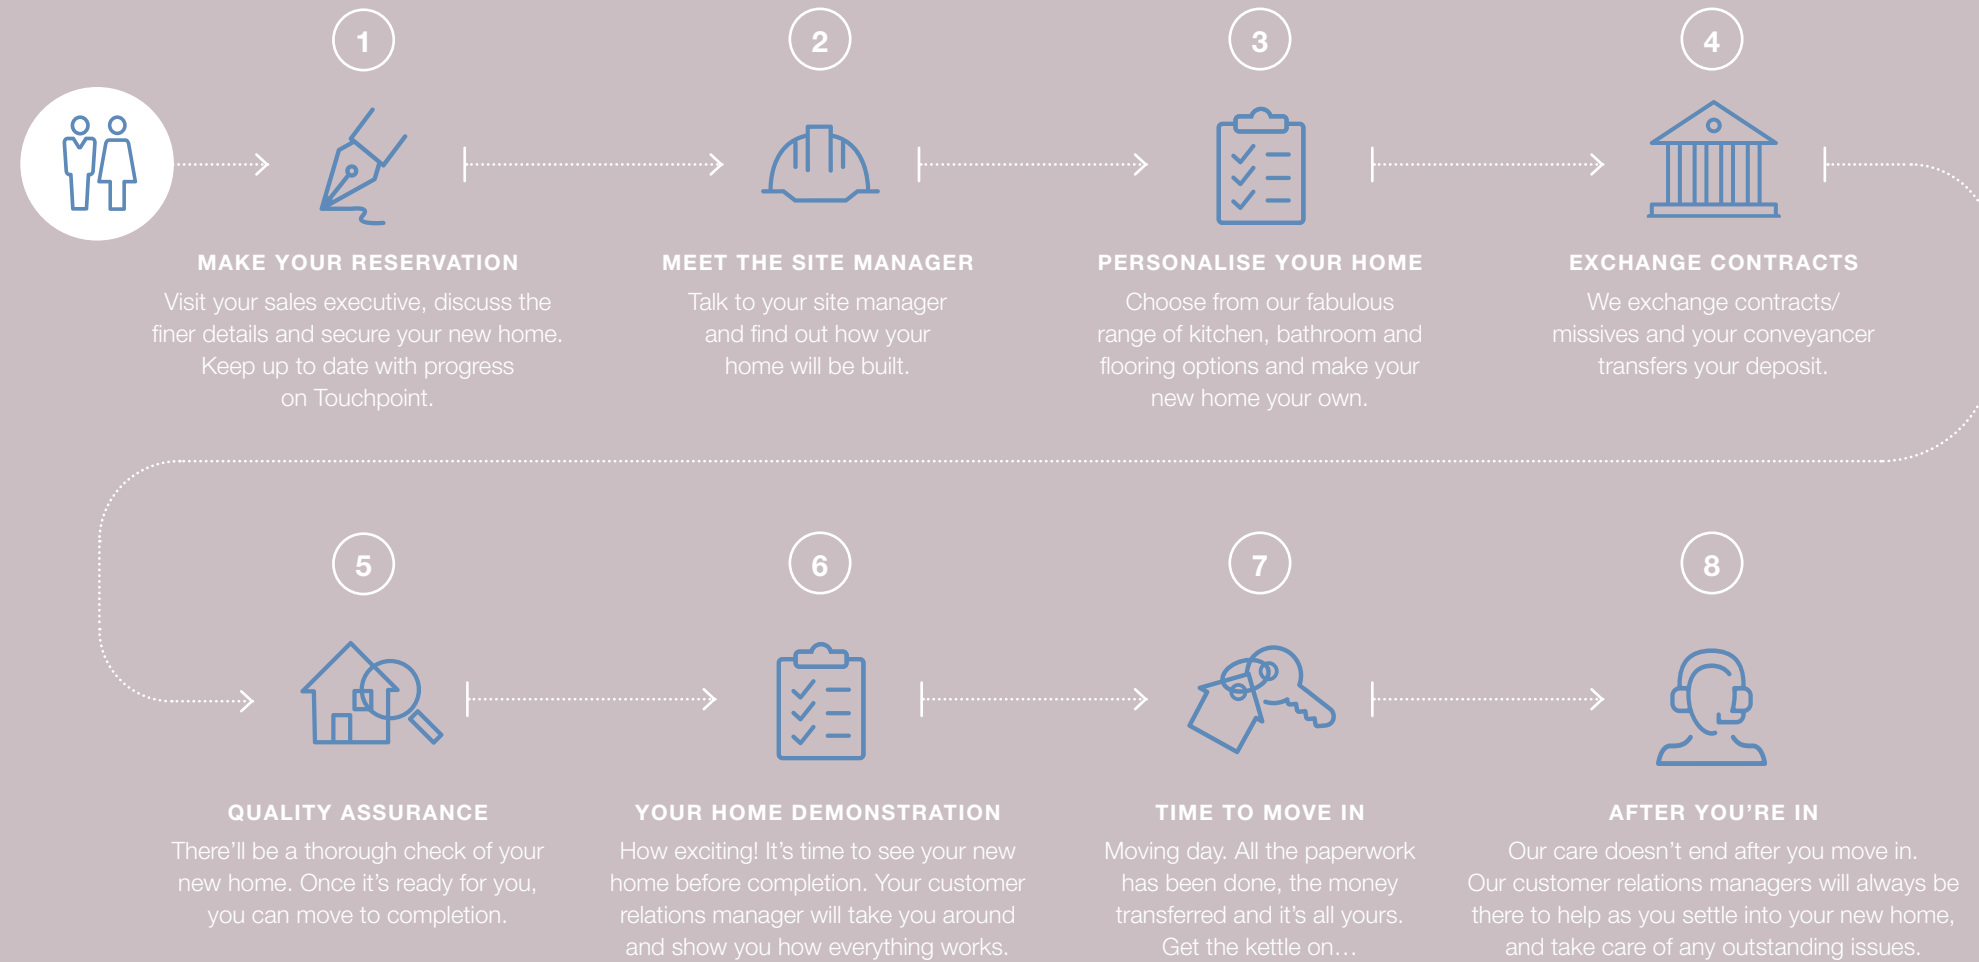 1
MAKE YOUR RESERVATION
Visit your sales executive, discuss the
finer details and secure your new home.
Keep up to date with progress
on Touchpoint.
2
MEET THE SITE MANAGER
Talk to your site manager
and find out how your
home will be built.
3
PERSONALISE YOUR HOME
Choose from our fabulous
range of kitchen, bathroom and
flooring options and make your
new home your own.
4
EXCHANGE CONTRACTS
We exchange contracts/
missives and your conveyancer
transfers your deposit.
5
QUALITY ASSURANCE
There’ll be a thorough check of your
new home. Once it’s ready for you,
you can move to completion.
6
YOUR HOME DEMONSTRATION
How exciting! It’s time to see your new
home before completion. Your customer
relations manager will take you around
and show you how everything works.
7
TIME TO MOVE IN
Moving day. All the paperwork
has been done, the money
transferred and it’s all yours.
Get the kettle on…
8
AFTER YOU’RE IN
Our care doesn’t end after you move in.
Our customer relations managers will always be
there to help as you settle into your new home,
and take care of any outstanding issues.